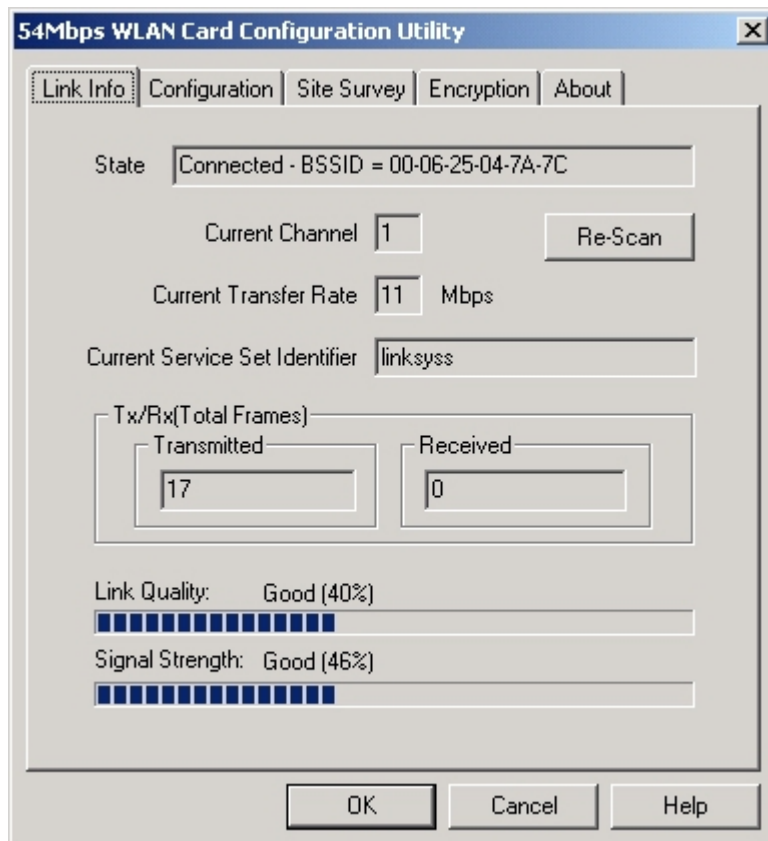 54Mbps WLAN Card Configuration Utility
Link Info Configuration Site Survey Encryption About
State Connected - BSSID = 00-06-25-04-7A-7C
Current Channel 1 Re-Scan
Current Transfer Rate 11 Mbps
Current Service Set Identifier linksyss
Tx/Rx(Total Frames)
Transmitted Received
17 0
Link Quality: Good (40%)
Signal Strength: Good (46%)
OK Cancel Help